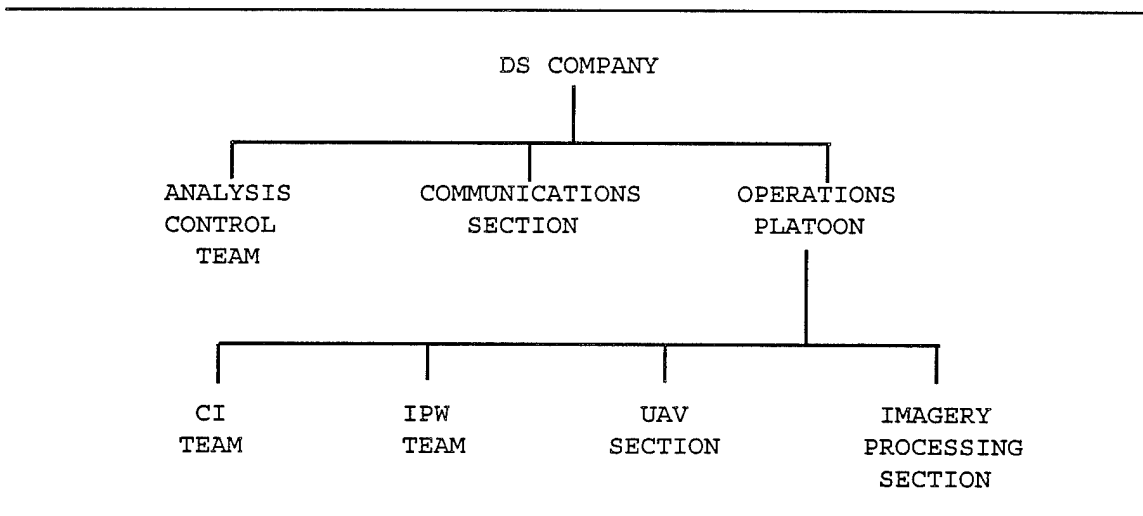 DS COMPANY
ANALYSIS
CONTROL
TEAM
COMMUNICATIONS
SECTION
OPERATIONS
PLATOON
CI
TEAM
IPW
TEAM
UAV
SECTION
IMAGERY
PROCESSING
SECTION